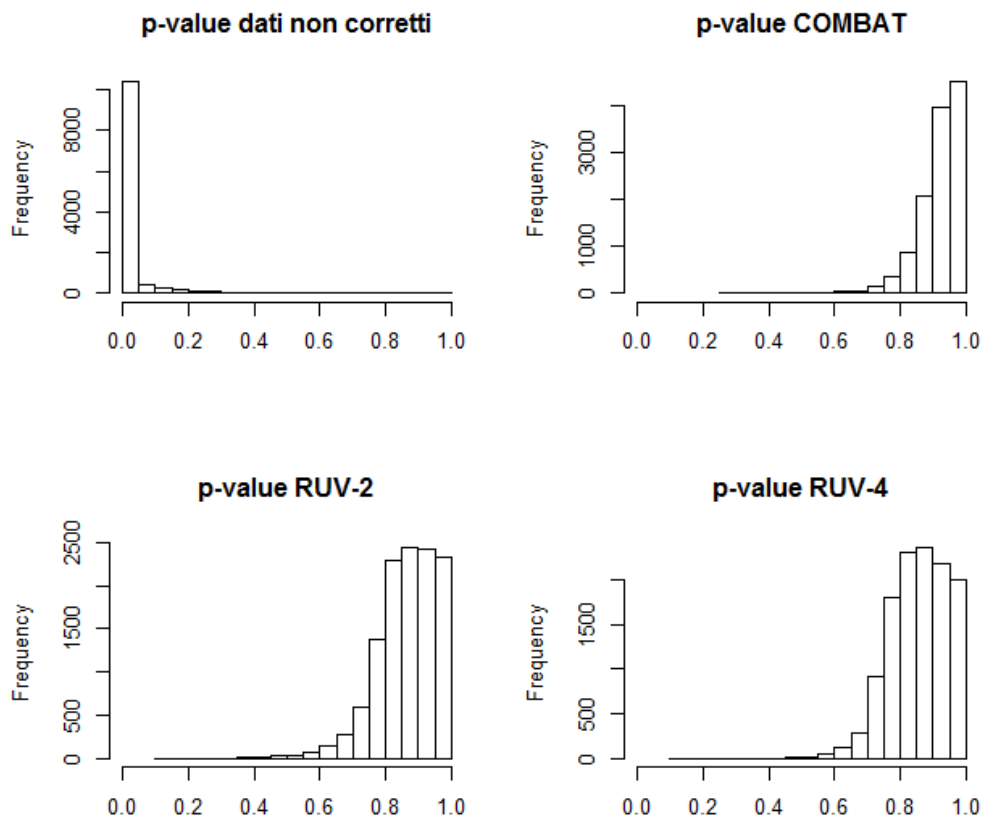 p-value dati non corretti
Frequency
0 4000 8000
0.0 0.2 0.4 0.6 0.8 1.0
p-value COMBAT
Frequency
0 1000 3000
0.0 0.2 0.4 0.6 0.8 1.0
p-value RUV-2
Frequency
0 500 1500 2500
0.0 0.2 0.4 0.6 0.8 1.0
p-value RUV-4
Frequency
0 500 1500
0.0 0.2 0.4 0.6 0.8 1.0